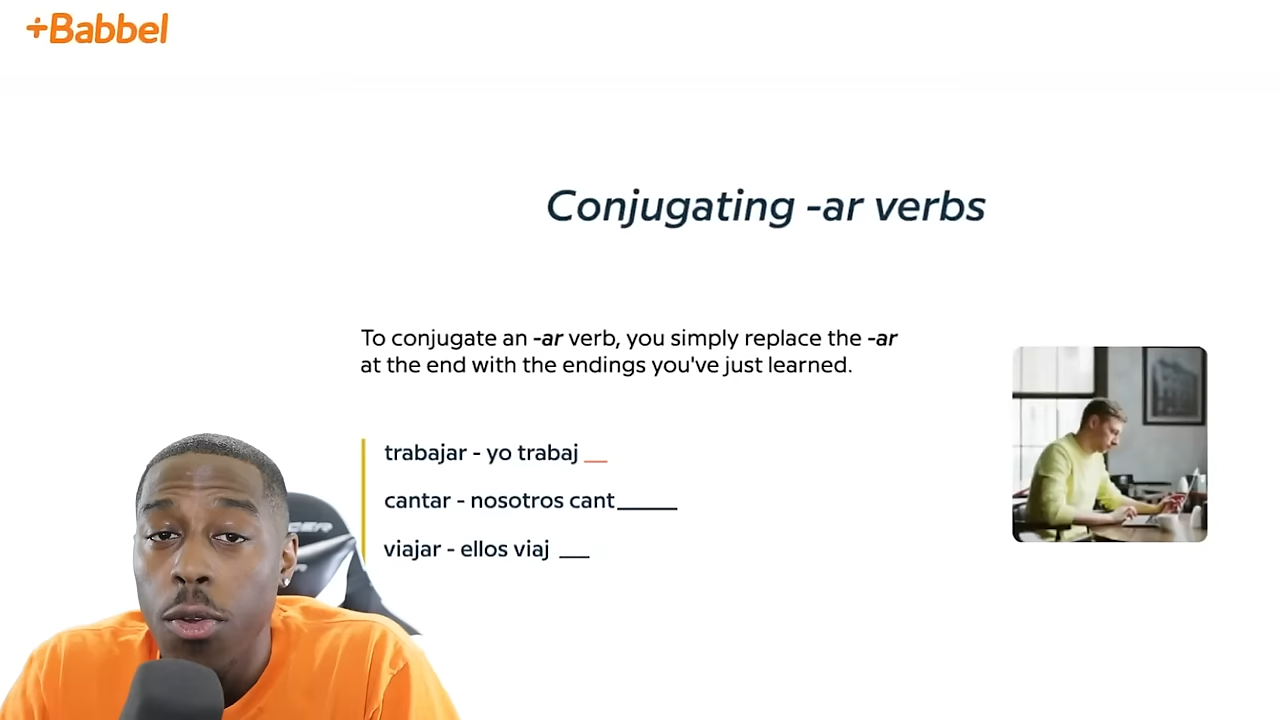 +Babbel
Conjugating -ar verbs
To conjugate an -ar verb, you simply replace the -ar
at the end with the endings you've just learned.
trabajar - yo trabaj __
cantar - nosotros cant_____
viajar - ellos viaj ___